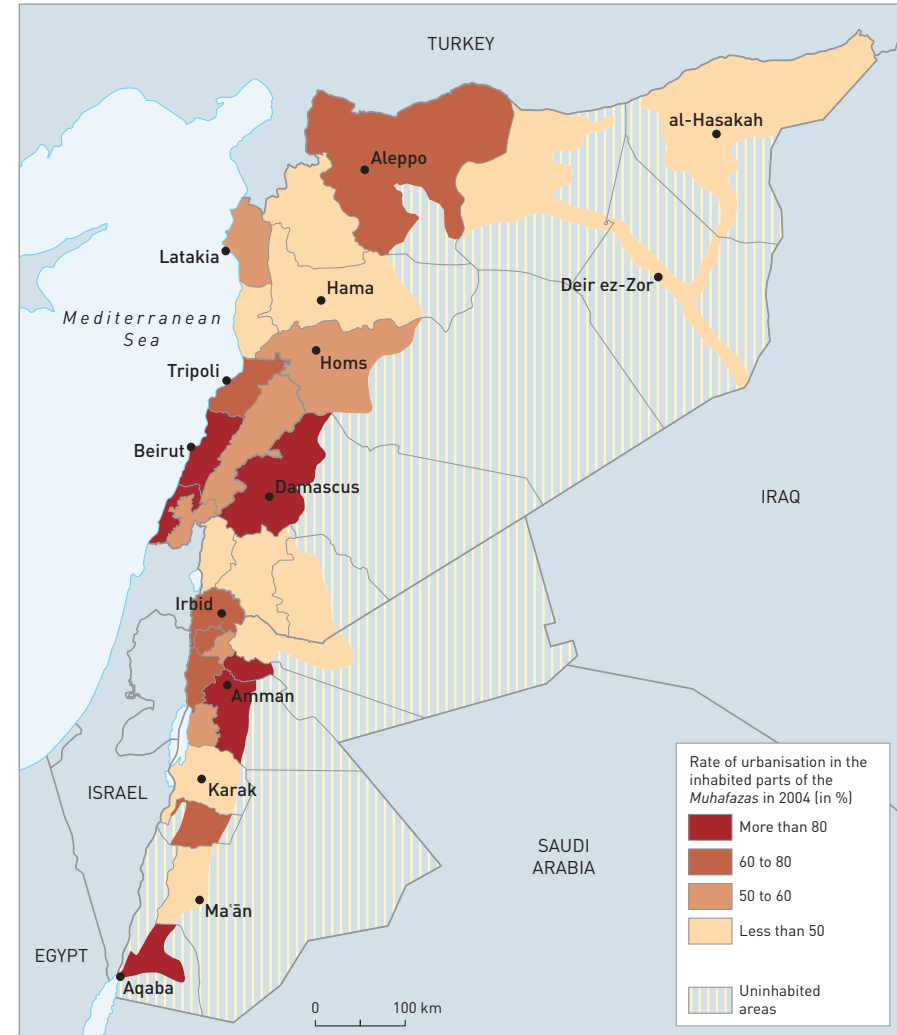 TURKEY
al-Hasakah
Aleppo
Latakia
Deir ez-Zor
Hama
Mediterranean
Sea
Homs
Tripoli
Beirut
Damascus
IRAQ
Irbid
Amman
Karak
ISRAEL
SAUDI
ARABIA
Maʿān
EGYPT
Aqaba
0 100 km
Rate of urbanisation in the
inhabited parts of the
Muhafazas in 2004 (in %)
More than 80
60 to 80
50 to 60
Less than 50
Uninhabited
areas